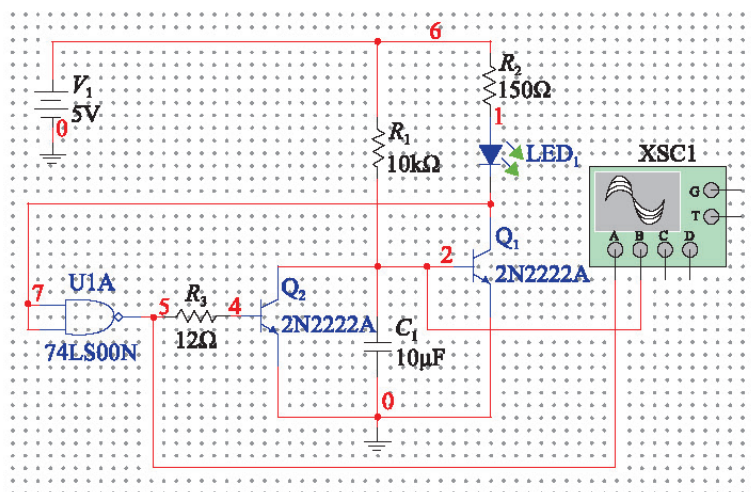 6
V₁
5V
0
R₂
150Ω
1
LED₁
R₁
10kΩ
XSC1
G
T
A B C D
Q₁
2
2N2222A
7
U1A
74LS00N
5
R₃
12Ω
4
Q₂
2N2222A
C₁
10μF
0